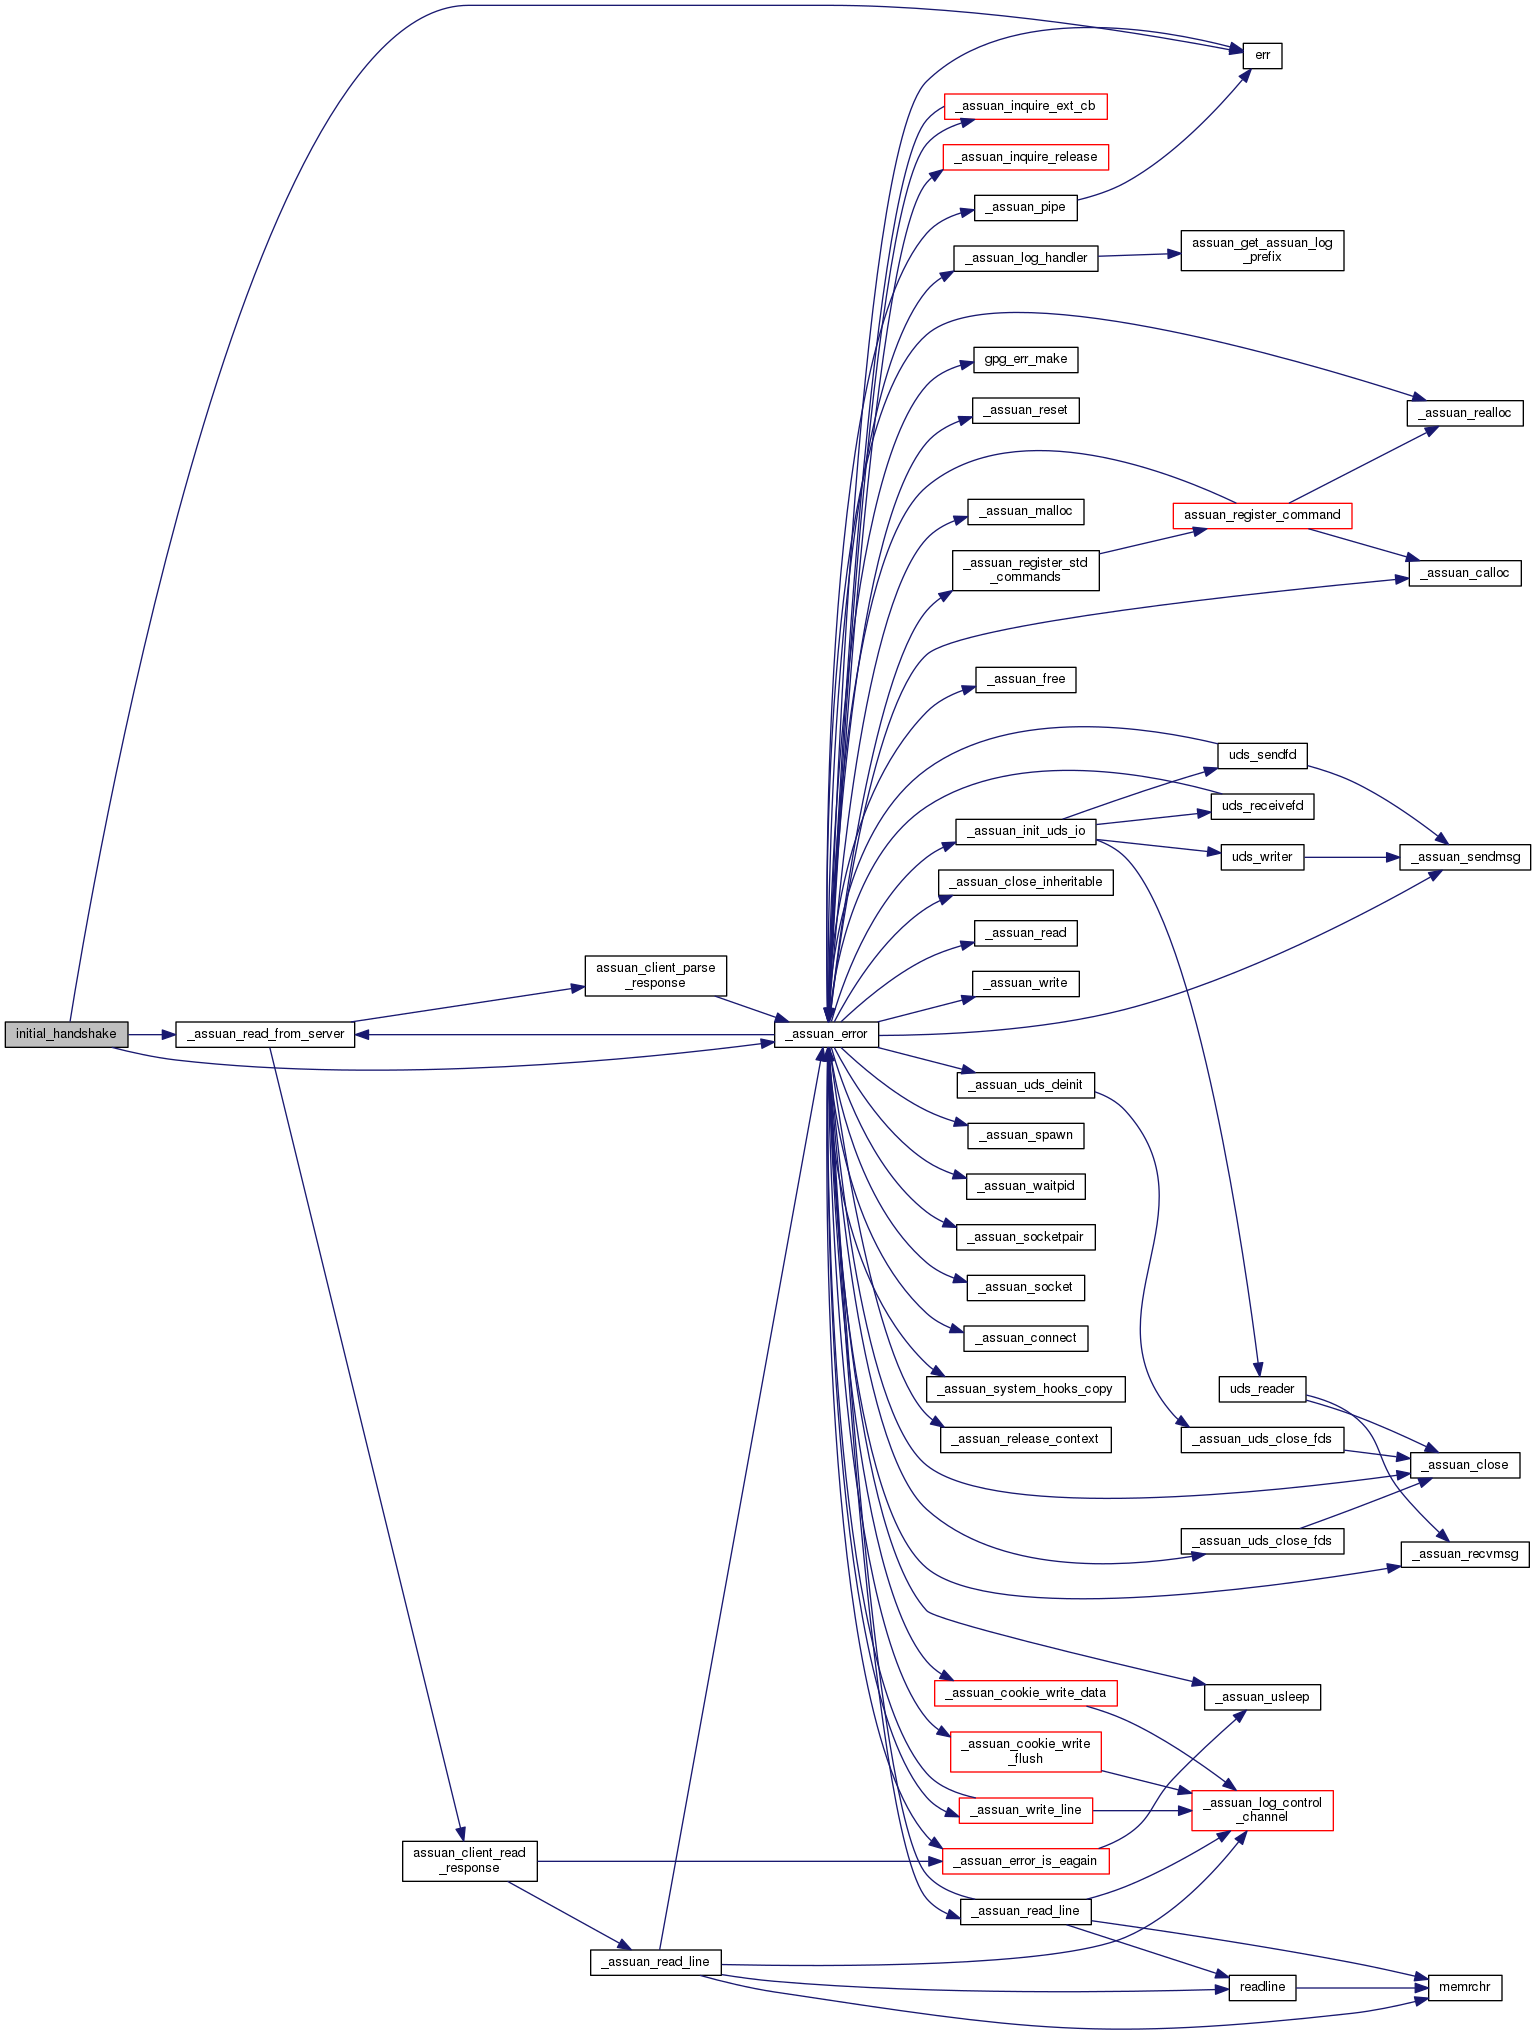 err
_assuan_inquire_ext_cb
_assuan_inquire_release
_assuan_pipe
assuan_get_assuan_log
_prefix
_assuan_log_handler
gpg_err_make
_assuan_reset
_assuan_realloc
_assuan_malloc
assuan_register_command
_assuan_register_std
_commands
_assuan_calloc
_assuan_free
uds_sendfd
uds_receivefd
_assuan_init_uds_io
uds_writer
_assuan_sendmsg
_assuan_close_inheritable
_assuan_read
assuan_client_parse
_response
_assuan_write
initial_handshake
_assuan_read_from_server
_assuan_error
_assuan_uds_deinit
_assuan_spawn
_assuan_waitpid
_assuan_socketpair
_assuan_socket
_assuan_connect
_assuan_system_hooks_copy
uds_reader
_assuan_release_context
_assuan_uds_close_fds
_assuan_close
_assuan_uds_close_fds
_assuan_recvmsg
_assuan_cookie_write_data
_assuan_usleep
_assuan_cookie_write
_flush
_assuan_write_line
_assuan_log_control
_channel
assuan_client_read
_response
_assuan_error_is_eagain
_assuan_read_line
_assuan_read_line
readline
memrchr